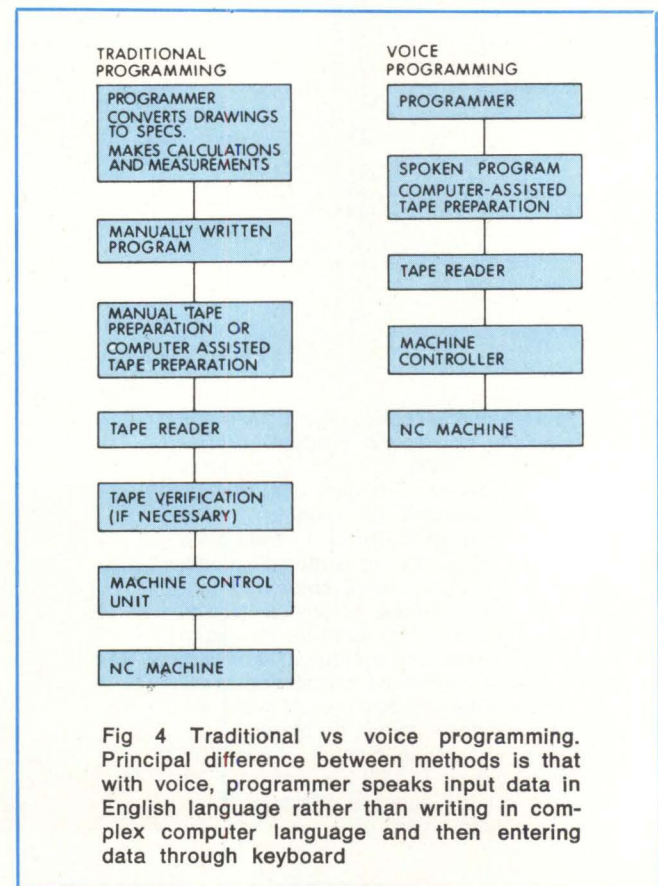 TRADITIONAL
PROGRAMMING
PROGRAMMER
CONVERTS DRAWINGS
TO SPECS.
MAKES CALCULATIONS
AND MEASUREMENTS
MANUALLY WRITTEN
PROGRAM
MANUAL TAPE
PREPARATION OR
COMPUTER ASSISTED
TAPE PREPARATION
TAPE READER
TAPE VERIFICATION
(IF NECESSARY)
MACHINE CONTROL
UNIT
NC MACHINE
VOICE
PROGRAMMING
PROGRAMMER
SPOKEN PROGRAM
COMPUTER-ASSISTED
TAPE PREPARATION
TAPE READER
MACHINE
CONTROLLER
NC MACHINE
Fig 4 Traditional vs voice programming.
Principal difference between methods is that
with voice, programmer speaks input data in
English language rather than writing in com-
plex computer language and then entering
data through keyboard